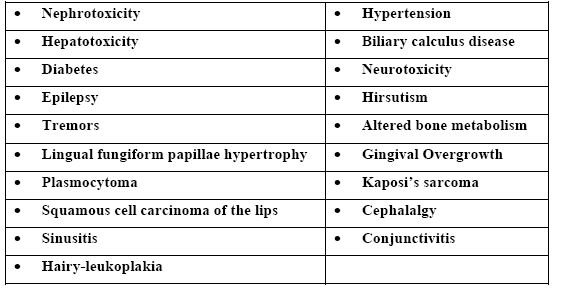 • Nephrotoxicity • Hypertension
• Hepatotoxicity • Biliary calculus disease
• Diabetes • Neurotoxicity
• Epilepsy • Hirsutism
• Tremors • Altered bone metabolism
• Lingual fungiform papillae hypertrophy • Gingival Overgrowth
• Plasmocytoma • Kaposi’s sarcoma
• Squamous cell carcinoma of the lips • Cephalalgy
• Sinusitis • Conjunctivitis
• Hairy-leukoplakia